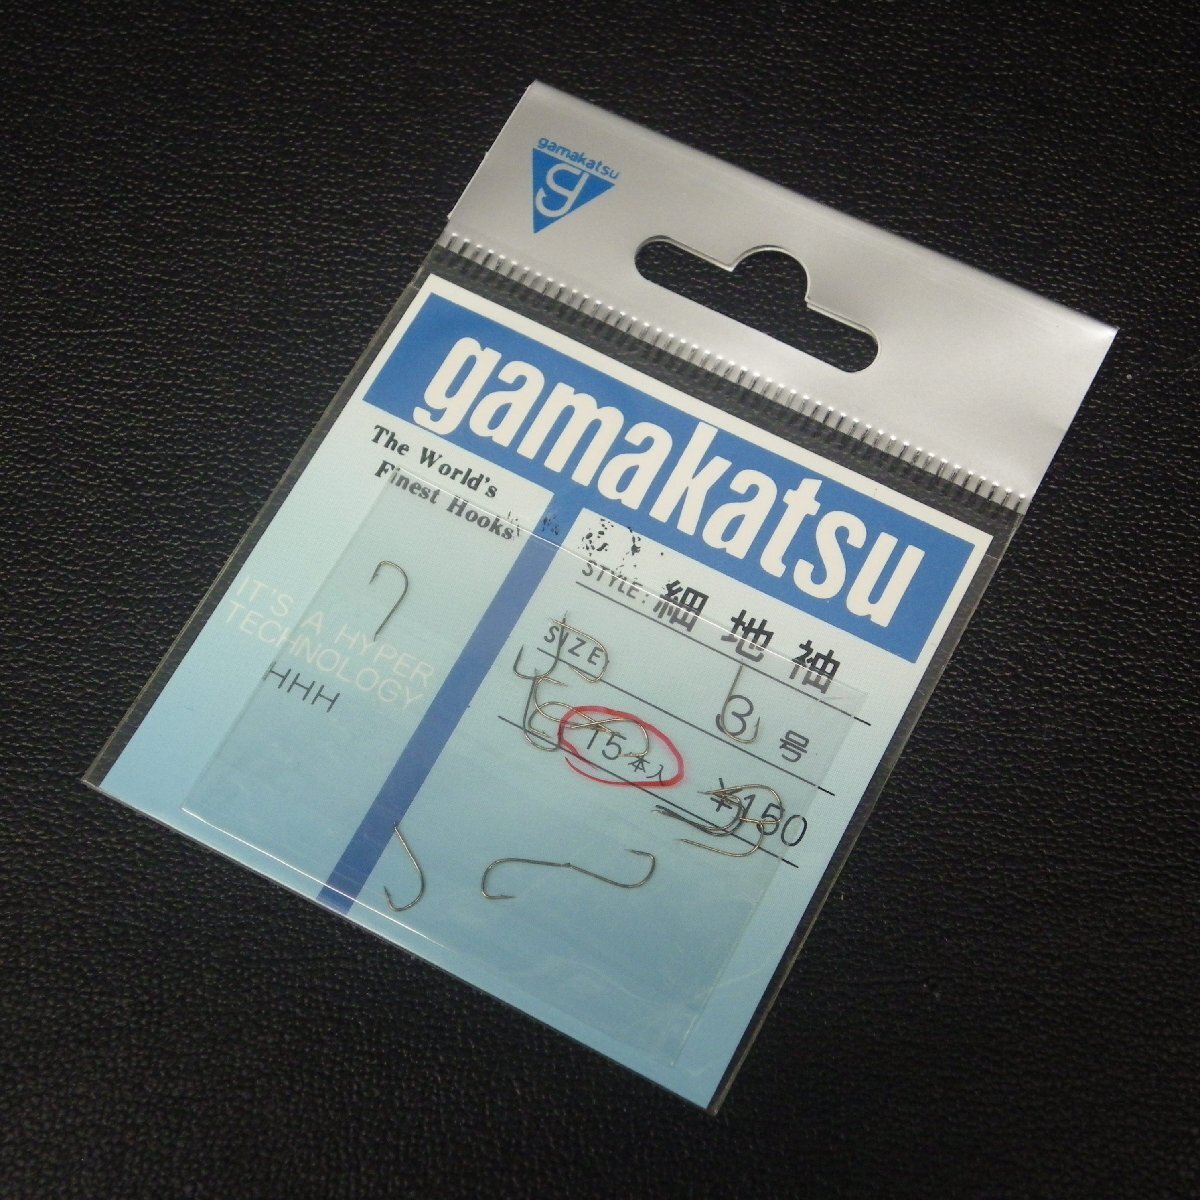 gamakatsu
g
gamakatsu
The World's
Finest Hooks
STYLE: 細地袖
SIZE 3号
15本入 ¥150
IT'S A HYPER
TECHNOLOGY
HHH